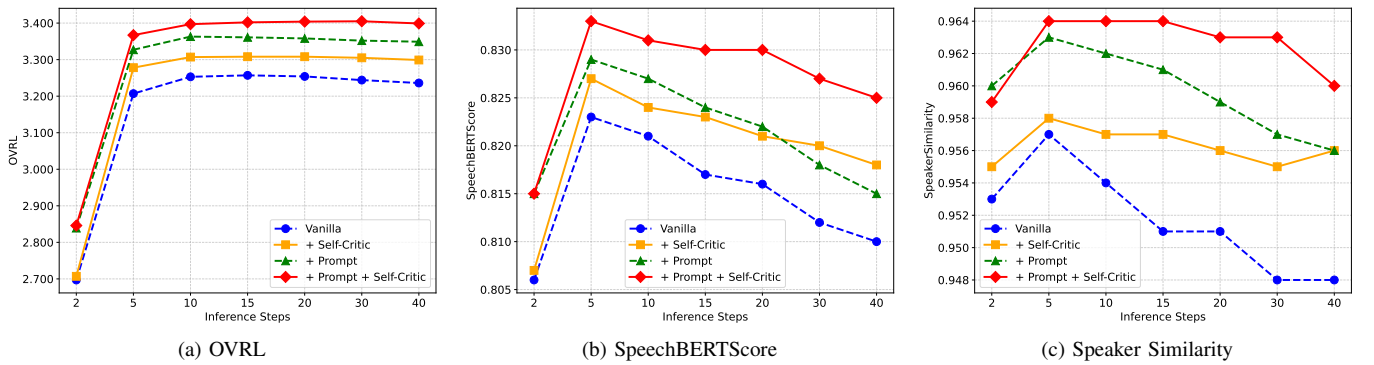 3.400
3.300
3.200
3.100
3.000
2.900
2.800
2.700
OVRL
2 5 10 15 20 30 40
Inference Steps
Vanilla
+ Self-Critic
+ Prompt
+ Prompt + Self-Critic
(a) OVRL
0.830
0.825
0.820
0.815
0.810
0.805
SpeechBERTScore
2 5 10 15 20 30 40
Inference Steps
Vanilla
+ Self-Critic
+ Prompt
+ Prompt + Self-Critic
(b) SpeechBERTScore
0.964
0.962
0.960
0.958
0.956
0.954
0.952
0.950
0.948
SpeakerSimilarity
2 5 10 15 20 30 40
Inference Steps
Vanilla
+ Self-Critic
+ Prompt
+ Prompt + Self-Critic
(c) Speaker Similarity